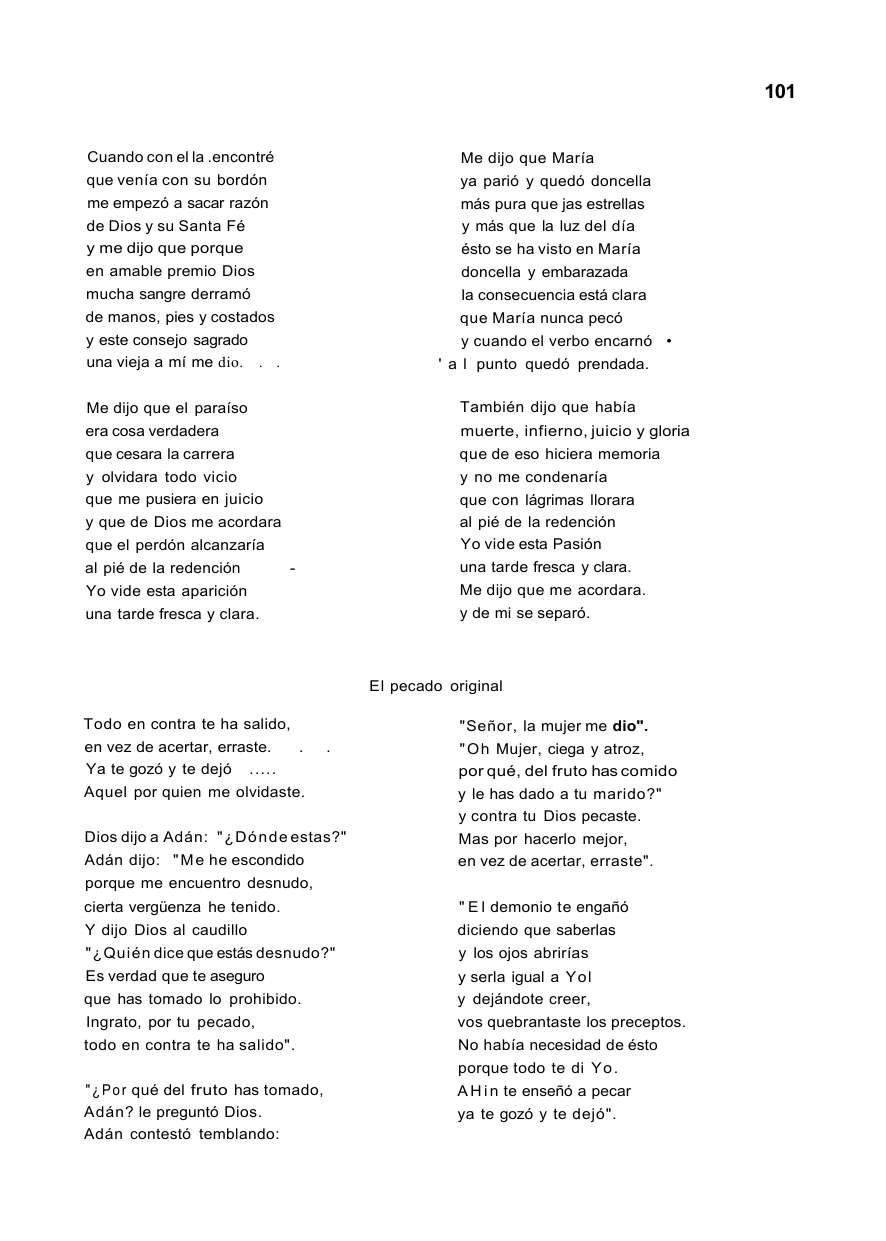 101
Cuando con el la .encontré
que venía con su bordón
me empezó a sacar razón
de Dios y su Santa Fé
y me dijo que porque
en amable premio Dios
mucha sangre derramó
de manos, pies y costados
y este consejo sagrado
una vieja a mí me dio. . .
Me dijo que el paraíso
era cosa verdadera
que cesara la carrera
y olvidara todo vicio
que me pusiera en juicio
y que de Dios me acordara
que el perdón alcanzaría
al pié de la redención -
Yo vide esta aparición
una tarde fresca y clara.
Me dijo que María
ya parió y quedó doncella
más pura que jas estrellas
y más que la luz del día
ésto se ha visto en María
doncella y embarazada
la consecuencia está clara
que María nunca pecó
y cuando el verbo encarnó •
' a l punto quedó prendada.
También dijo que había
muerte, infierno, juicio y gloria
que de eso hiciera memoria
y no me condenaría
que con lágrimas llorara
al pié de la redención
Yo vide esta Pasión
una tarde fresca y clara.
Me dijo que me acordara.
y de mi se separó.
El pecado original
Todo en contra te ha salido,
en vez de acertar, erraste. . .
Ya te gozó y te dejó .....
Aquel por quien me olvidaste.
Dios dijo a Adán: "¿Dónde estas?"
Adán dijo: "Me he escondido
porque me encuentro desnudo,
cierta vergüenza he tenido.
Y dijo Dios al caudillo
"¿Quién dice que estás desnudo?"
Es verdad que te aseguro
que has tomado lo prohibido.
Ingrato, por tu pecado,
todo en contra te ha salido".
"¿Por qué del fruto has tomado,
Adán? le preguntó Dios.
Adán contestó temblando:
"Señor, la mujer me dio".
"Oh Mujer, ciega y atroz,
por qué, del fruto has comido
y le has dado a tu marido?"
y contra tu Dios pecaste.
Mas por hacerlo mejor,
en vez de acertar, erraste".
"El demonio te engañó
diciendo que saberlas
y los ojos abrirías
y serla igual a Yol
y dejándote creer,
vos quebrantaste los preceptos.
No había necesidad de ésto
porque todo te di Yo.
AHin te enseñó a pecar
ya te gozó y te dejó".